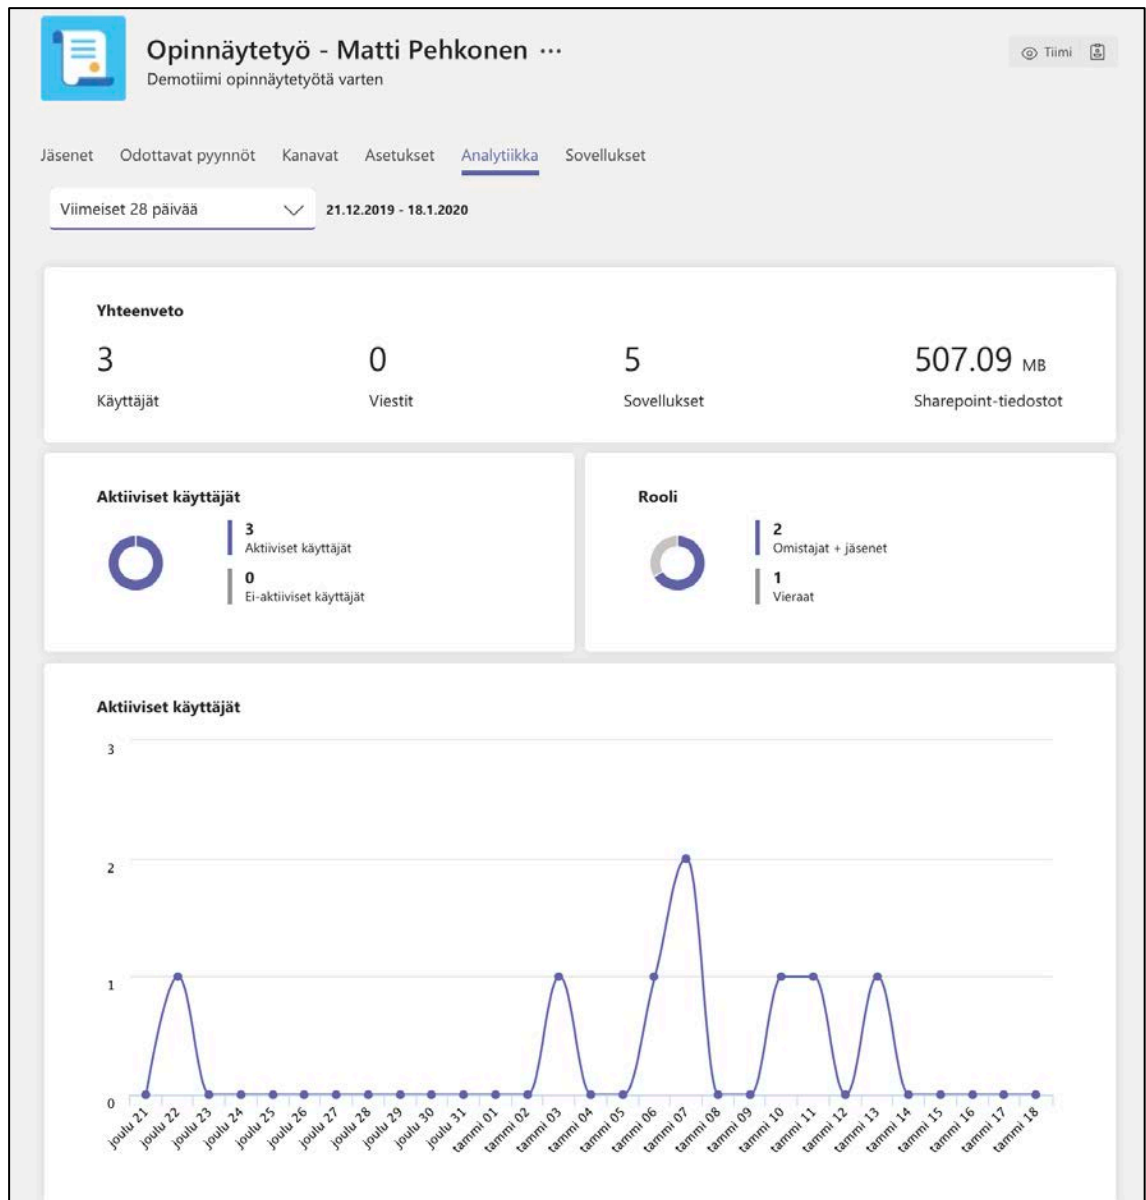 Opinnäytetyö - Matti Pehkonen ···
Tiimi
Demotiimi opinnäytetyötä varten
Jäsenet Odottavat pyynnöt Kanavat Asetukset Analytiikka Sovellukset
Viimeiset 28 päivää 21.12.2019 - 18.1.2020
Yhteenveto
3 0 5 507.09 MB
Käyttäjät Viestit Sovellukset Sharepoint-tiedostot
Aktiiviset käyttäjät
3
Aktiiviset käyttäjät
0
Ei-aktiiviset käyttäjät
Rooli
2
Omistajat + jäsenet
1
Vieraat
Aktiiviset käyttäjät
3
2
1
0
joulu 21 joulu 22 joulu 23 joulu 24 joulu 25 joulu 26 joulu 27 joulu 28 joulu 29 joulu 30 joulu 31 tammi 01 tammi 02 tammi 03 tammi 04 tammi 05 tammi 06 tammi 07 tammi 08 tammi 09 tammi 10 tammi 11 tammi 12 tammi 13 tammi 14 tammi 15 tammi 16 tammi 17 tammi 18